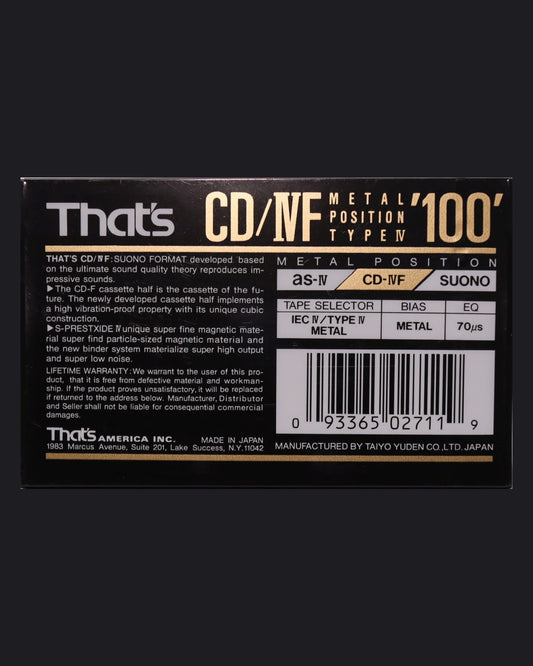 That's CD/IVF METAL POSITION TYPE IV '100'
THAT'S CD/IVF: SUONO FORMAT developed based
on the ultimate sound quality theory reproduces im-
pressive sounds.
▶The CD-F cassette half is the cassette of the fu-
ture. The newly developed cassette half implements
a high vibration-proof property with its unique cubic
construction.
▶S-PRESTXIDE IV unique super fine magnetic mate-
rial super find particle-sized magnetic material and
the new binder system materialize super high output
and super low noise.
LIFETIME WARRANTY: We warrant to the user of this pro-
duct, that it is free from defective material and workman-
ship. If the product proves unsatisfactory, it will be replaced
if returned to the address below. Manufacturer, Distributor
and Seller shall not be liable for consequential commercial
damages.
That's AMERICA INC. MADE IN JAPAN
1983 Marcus Avenue, Suite 201, Lake Success, N.Y.11042
METAL POSITION
as-IV CD-IVF SUONO
TAPE SELECTOR BIAS EQ
IEC IV/TYPE IV METAL METAL 70μs
0 93365 02711 9
MANUFACTURED BY TAIYO YUDEN CO.,LTD. JAPAN